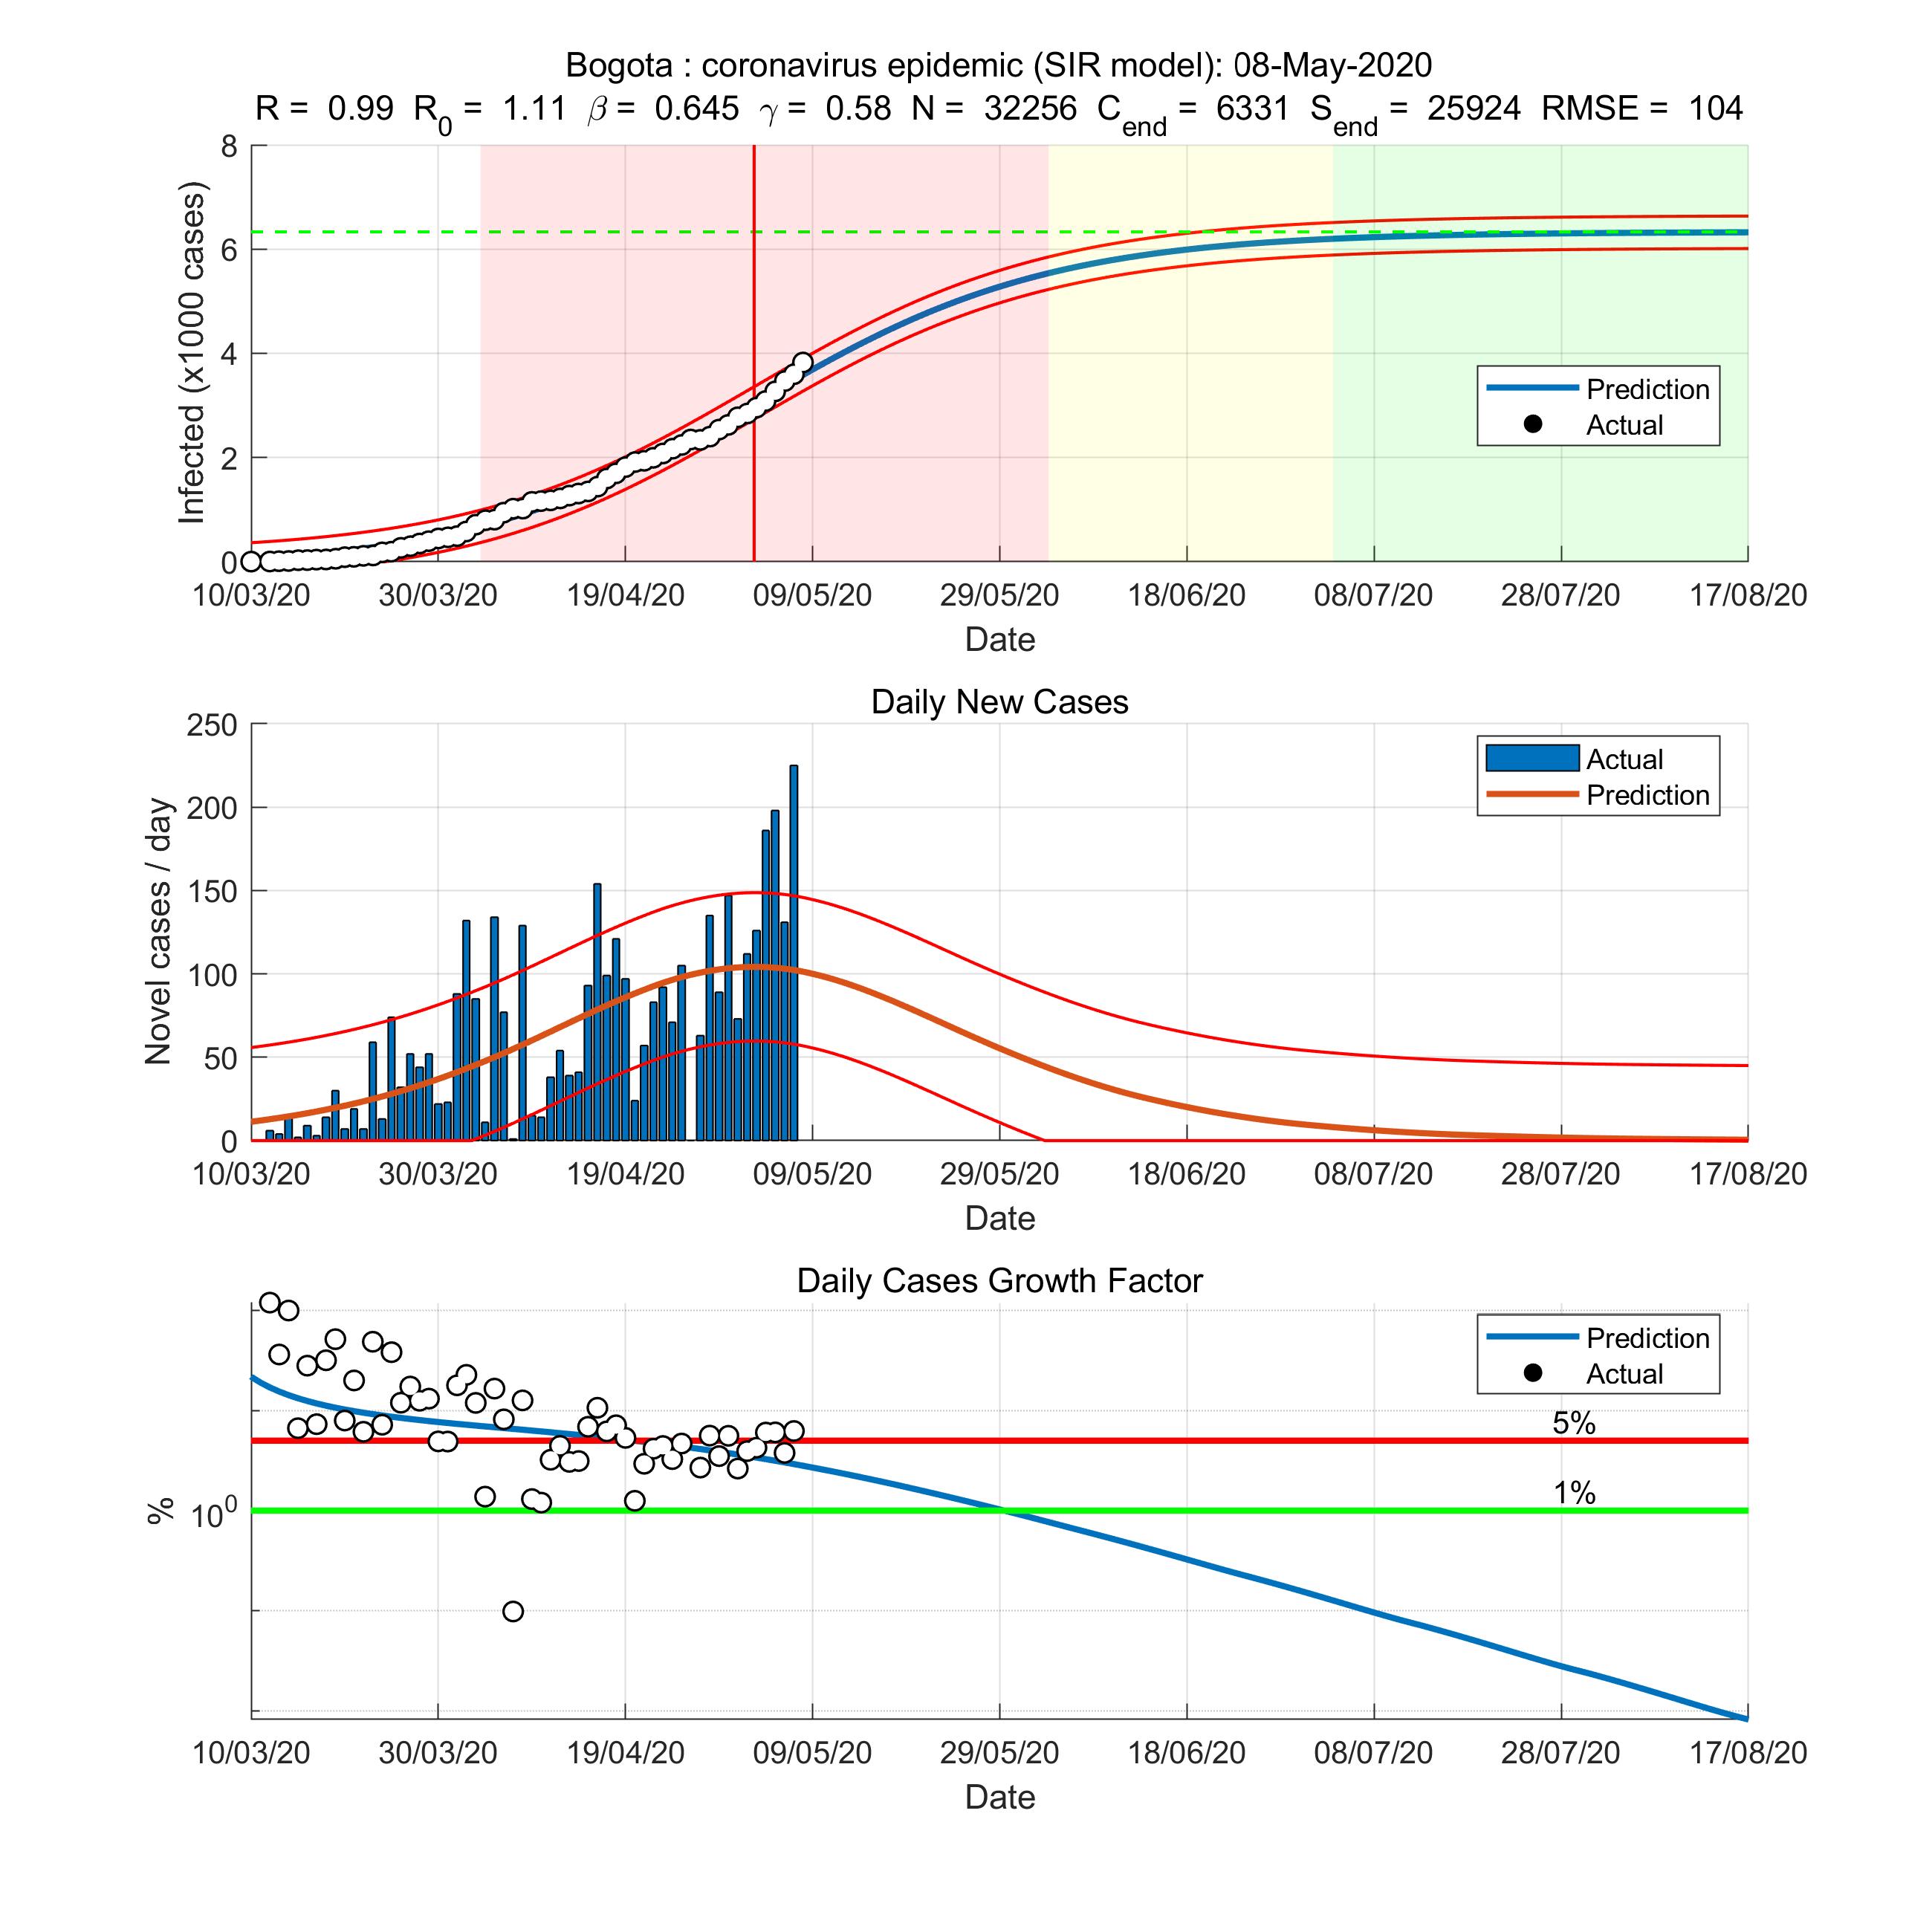 Bogota : coronavirus epidemic (SIR model): 08-May-2020
R = 0.99 R0 = 1.11 β = 0.645 γ = 0.58 N = 32256 Cend = 6331 Send = 25924 RMSE = 104
8
6
4
2
0
Infected (x1000 cases)
Prediction
Actual
10/03/20 30/03/20 19/04/20 09/05/20 29/05/20 18/06/20 08/07/20 28/07/20 17/08/20
Date
Daily New Cases
250
200
150
100
50
0
Novel cases / day
Actual
Prediction
10/03/20 30/03/20 19/04/20 09/05/20 29/05/20 18/06/20 08/07/20 28/07/20 17/08/20
Date
Daily Cases Growth Factor
Prediction
Actual
5%
1%
%
10^0
10/03/20 30/03/20 19/04/20 09/05/20 29/05/20 18/06/20 08/07/20 28/07/20 17/08/20
Date